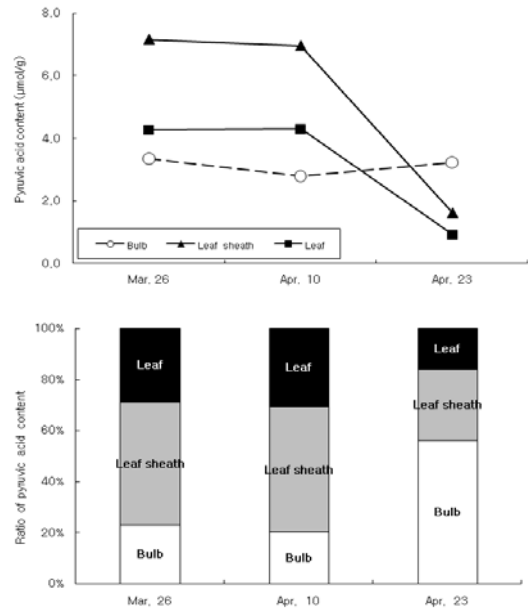 8,0
6,0
4,0
2,0
0,0
Pyruvic acid content (μmol/g)
Bulb Leaf sheath Leaf
Mar, 26 Apr, 10 Apr, 23
100%
80%
60%
40%
20%
0%
Ratio of pyruvic acid content
Leaf Leaf Leaf
Leaf sheath Leaf sheath Leaf sheath
Bulb Bulb Bulb
Mar, 26 Apr, 10 Apr, 23